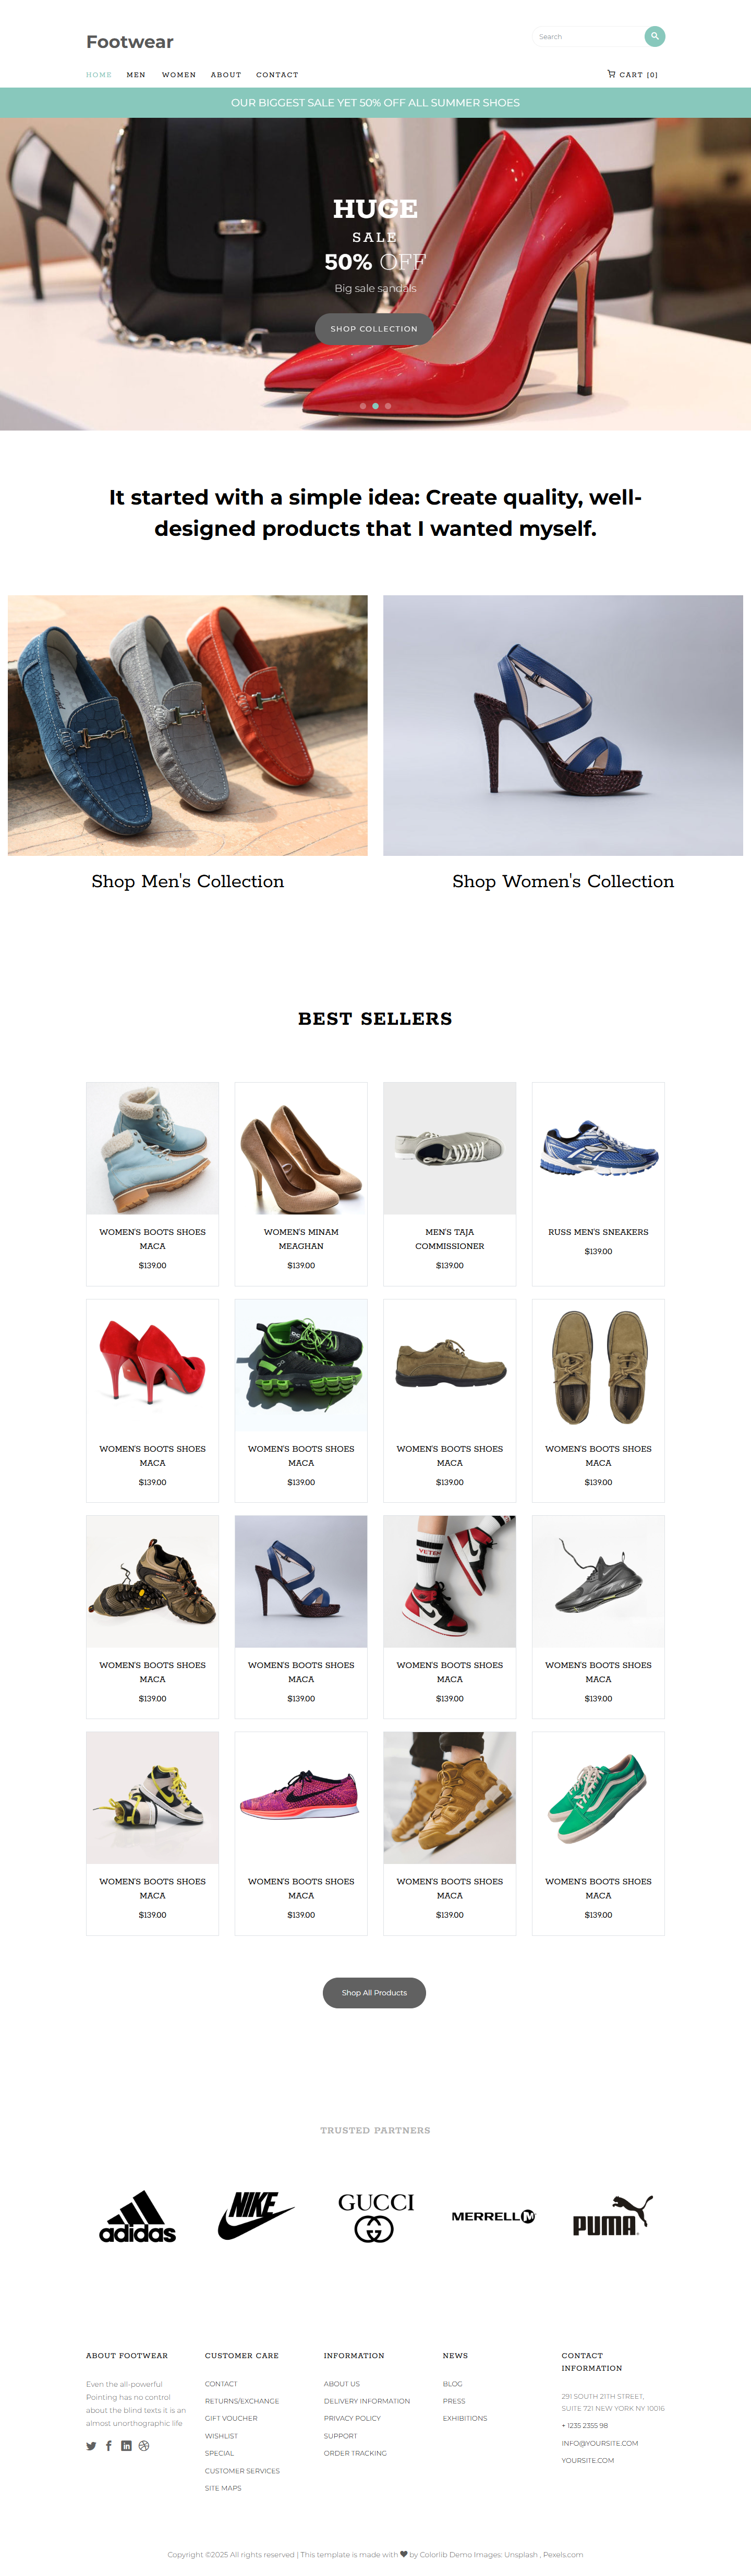 Footwear
Search
HOME MEN WOMEN ABOUT CONTACT CART [0]
OUR BIGGEST SALE YET 50% OFF ALL SUMMER SHOES
HUGE
SALE
50% OFF
Big sale sandals
SHOP COLLECTION
It started with a simple idea: Create quality, well-
designed products that I wanted myself.
Shop Men's Collection
Shop Women's Collection
BEST SELLERS
WOMEN'S BOOTS SHOES
MACA
$139.00
WOMEN'S MINAM
MEAGHAN
$139.00
MEN'S TAJA
COMMISSIONER
$139.00
RUSS MEN'S SNEAKERS
$139.00
WOMEN'S BOOTS SHOES
MACA
$139.00
WOMEN'S BOOTS SHOES
MACA
$139.00
WOMEN'S BOOTS SHOES
MACA
$139.00
WOMEN'S BOOTS SHOES
MACA
$139.00
WOMEN'S BOOTS SHOES
MACA
$139.00
WOMEN'S BOOTS SHOES
MACA
$139.00
WOMEN'S BOOTS SHOES
MACA
$139.00
WOMEN'S BOOTS SHOES
MACA
$139.00
WOMEN'S BOOTS SHOES
MACA
$139.00
WOMEN'S BOOTS SHOES
MACA
$139.00
WOMEN'S BOOTS SHOES
MACA
$139.00
WOMEN'S BOOTS SHOES
MACA
$139.00
Shop All Products
TRUSTED PARTNERS
adidas
NIKE
GUCCI
MERRELL
PUMA
ABOUT FOOTWEAR
Even the all-powerful
Pointing has no control
about the blind texts it is an
almost unorthographic life
CUSTOMER CARE
CONTACT
RETURNS/EXCHANGE
GIFT VOUCHER
WISHLIST
SPECIAL
CUSTOMER SERVICES
SITE MAPS
INFORMATION
ABOUT US
DELIVERY INFORMATION
PRIVACY POLICY
SUPPORT
ORDER TRACKING
NEWS
BLOG
PRESS
EXHIBITIONS
CONTACT
INFORMATION
291 SOUTH 21TH STREET,
SUITE 721 NEW YORK NY 10016
+ 1235 2355 98
INFO@YOURSITE.COM
YOURSITE.COM
Copyright ©2025 All rights reserved | This template is made with ♥ by Colorlib Demo Images: Unsplash , Pexels.com